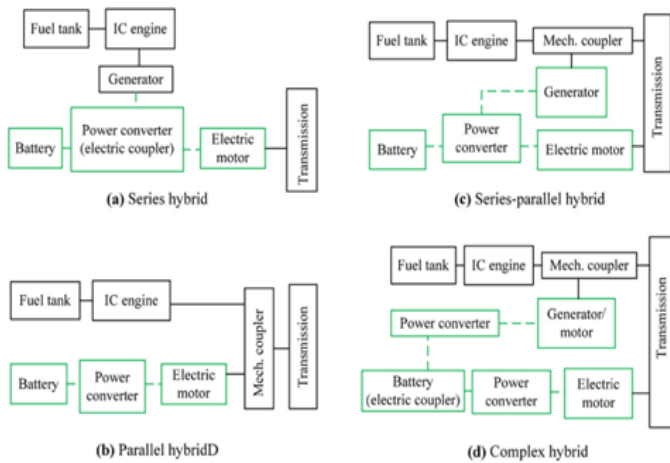 Fuel tank
IC engine
Generator
Battery
Power converter
(electric coupler)
Electric
motor
Transmission
(a) Series hybrid
Fuel tank
IC engine
Battery
Power
converter
Electric
motor
Mech. coupler
Transmission
(b) Parallel hybridD
Fuel tank
IC engine
Mech. coupler
Generator
Battery
Power
converter
Electric motor
Transmission
(c) Series-parallel hybrid
Fuel tank
IC engine
Mech. coupler
Power converter
Generator/
motor
Battery
(electric coupler)
Power
converter
Electric
motor
Transmission
(d) Complex hybrid